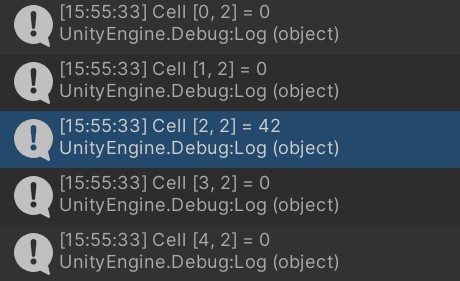 [15:55:33] Cell [0, 2] = 0
UnityEngine.Debug:Log (object)
[15:55:33] Cell [1, 2] = 0
UnityEngine.Debug:Log (object)
[15:55:33] Cell [2, 2] = 42
UnityEngine.Debug:Log (object)
[15:55:33] Cell [3, 2] = 0
UnityEngine.Debug:Log (object)
[15:55:33] Cell [4, 2] = 0
UnityEngine.Debug:Log (object)